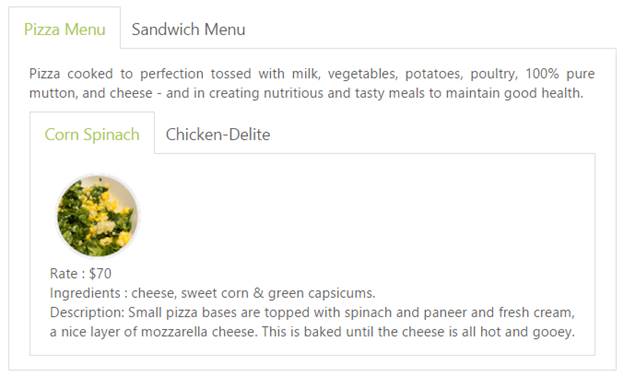 Pizza Menu Sandwich Menu
Pizza cooked to perfection tossed with milk, vegetables, potatoes, poultry, 100% pure
mutton, and cheese - and in creating nutritious and tasty meals to maintain good health.
Corn Spinach Chicken-Delite
Rate : $70
Ingredients : cheese, sweet corn & green capsicums.
Description: Small pizza bases are topped with spinach and paneer and fresh cream,
a nice layer of mozzarella cheese. This is baked until the cheese is all hot and gooey.